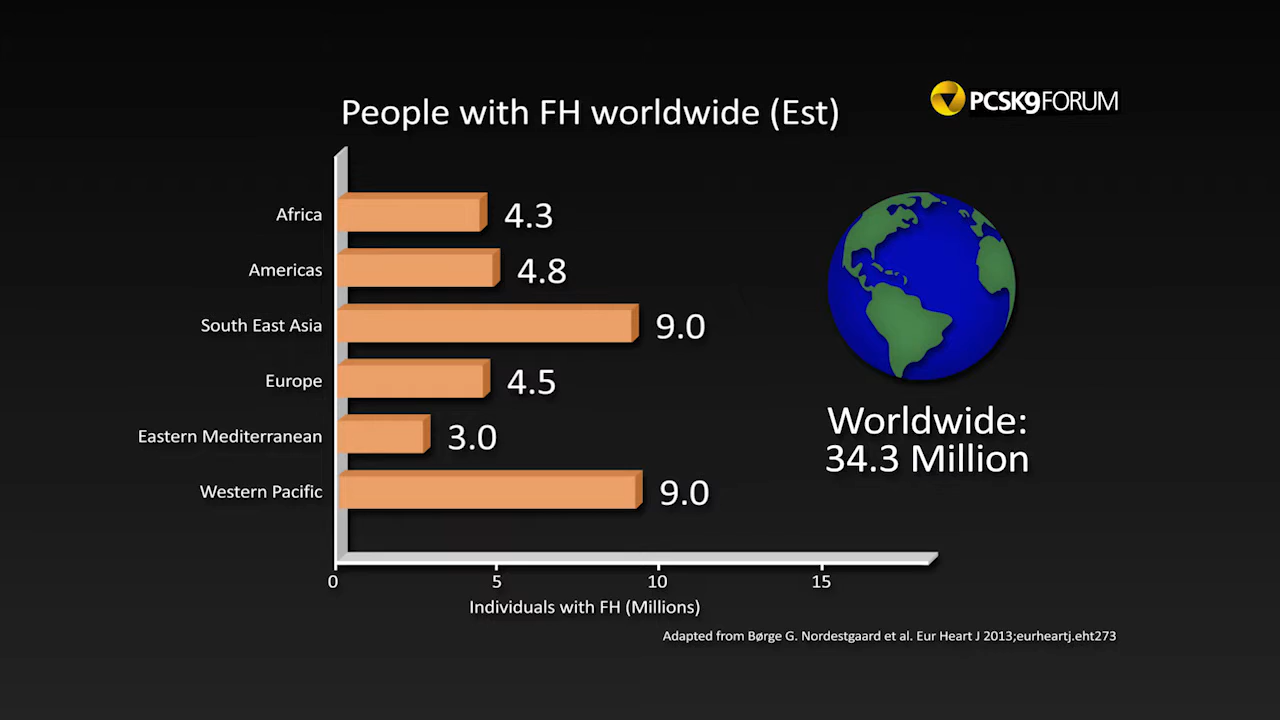 People with FH worldwide (Est)
PCSK9FORUM
Africa 4.3
Americas 4.8
South East Asia 9.0
Europe 4.5
Eastern Mediterranean 3.0
Western Pacific 9.0
Worldwide:
34.3 Million
0 5 10 15
Individuals with FH (Millions)
Adapted from Børge G. Nordestgaard et al. Eur Heart J 2013;eurheartj.eht273